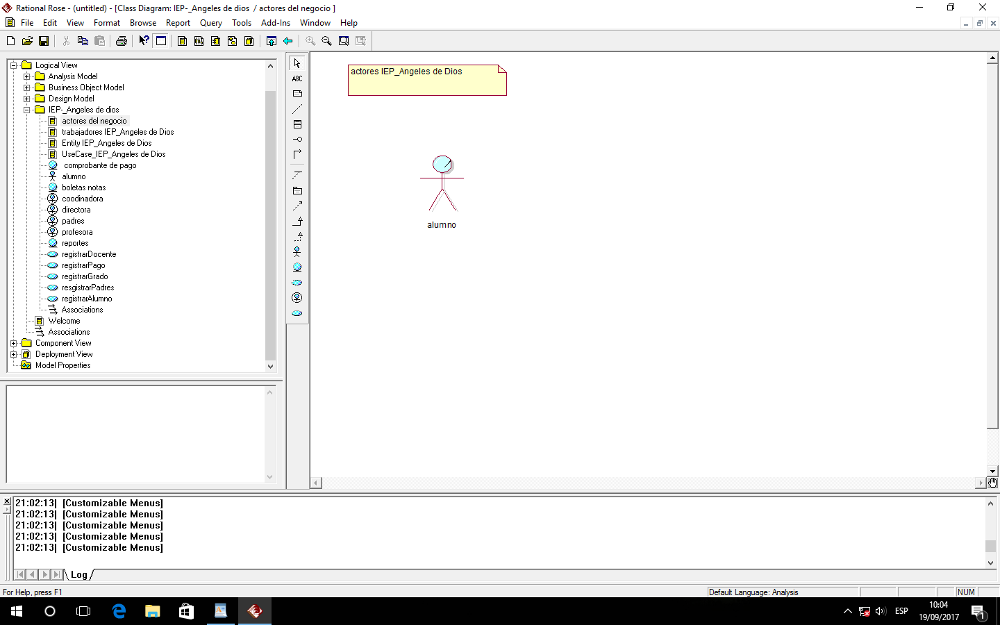 Rational Rose - (untitled) - [Class Diagram: IEP-_Angeles de dios  / actores del negocio ]
File Edit View Format Browse Report Query Tools Add-Ins Window Help
Logical View
Analysis Model
Business Object Model
Design Model
IEP-_Angeles de dios
actores del negocio
trabajadores IEP_Angeles de Dios
Entity IEP_Angeles de Dios
UseCase_IEP_Angeles de Dios
comprobante de pago
alumno
boletas notas
coodinadora
directora
padres
profesora
reportes
registrarDocente
registrarPago
registrarGrado
resgistrarPadres
registrarAlumno
Associations
Welcome
Associations
Component View
Deployment View
Model Properties
ABC
actores IEP_Angeles de Dios
alumno
21:02:13|  [Customizable Menus]
21:02:13|  [Customizable Menus]
21:02:13|  [Customizable Menus]
21:02:13|  [Customizable Menus]
21:02:13|  [Customizable Menus]
Log
For Help, press F1
Default Language: Analysis
NUM
ESP
10:04
19/09/2017
1